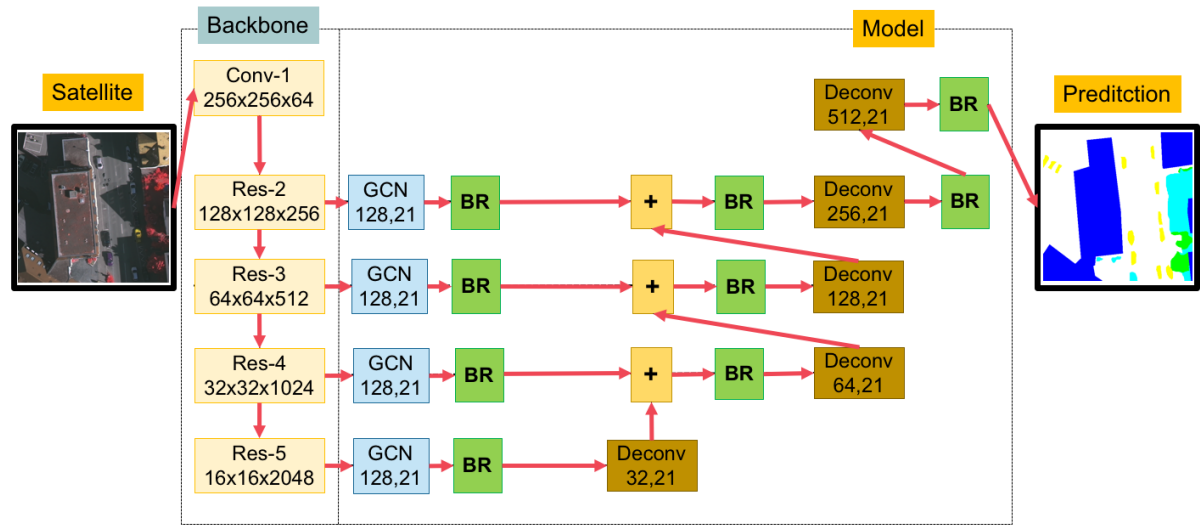 Backbone
Model
Satellite
Preditction
Conv-1
256x256x64
Deconv
512,21
BR
Res-2
128x128x256
GCN
128,21
BR
+
BR
Deconv
256,21
BR
Res-3
64x64x512
GCN
128,21
BR
+
BR
Deconv
128,21
Res-4
32x32x1024
GCN
128,21
BR
+
BR
Deconv
64,21
Res-5
16x16x2048
GCN
128,21
BR
Deconv
32,21